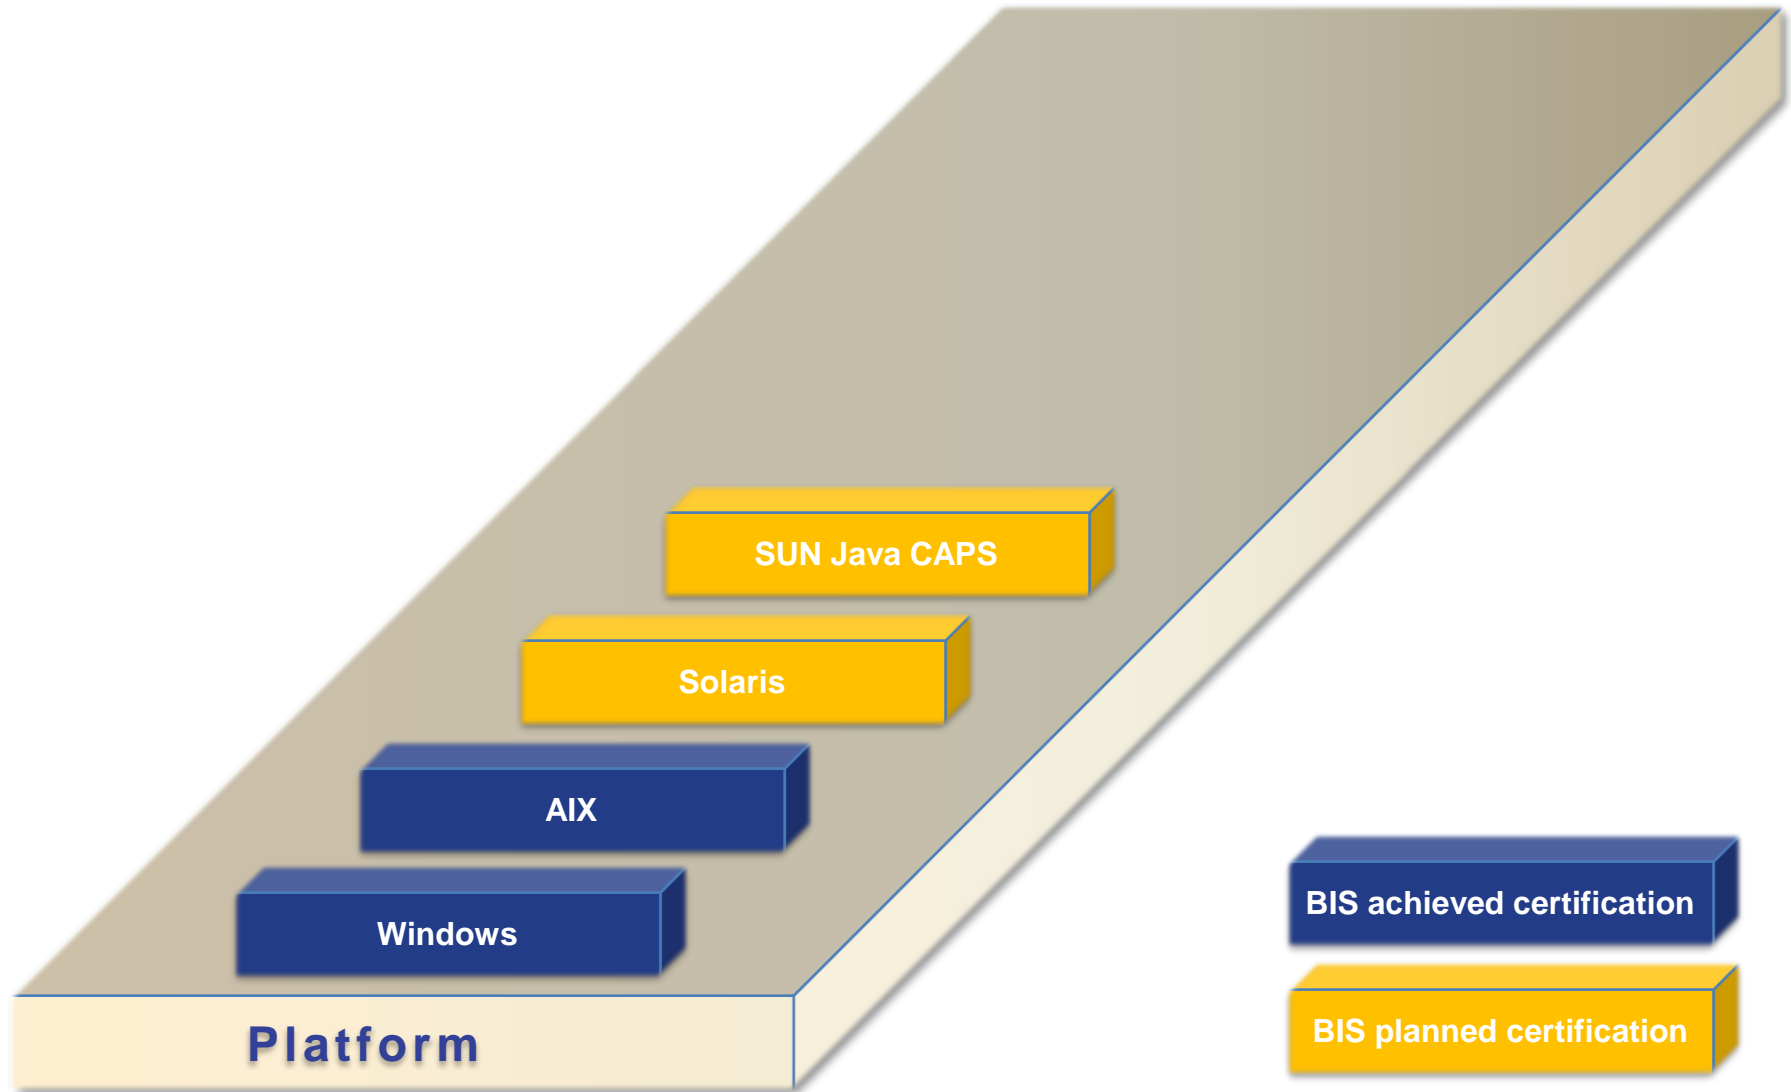 SUN Java CAPS
Solaris
AIX
Windows
Platform
BIS achieved certification
BIS planned certification